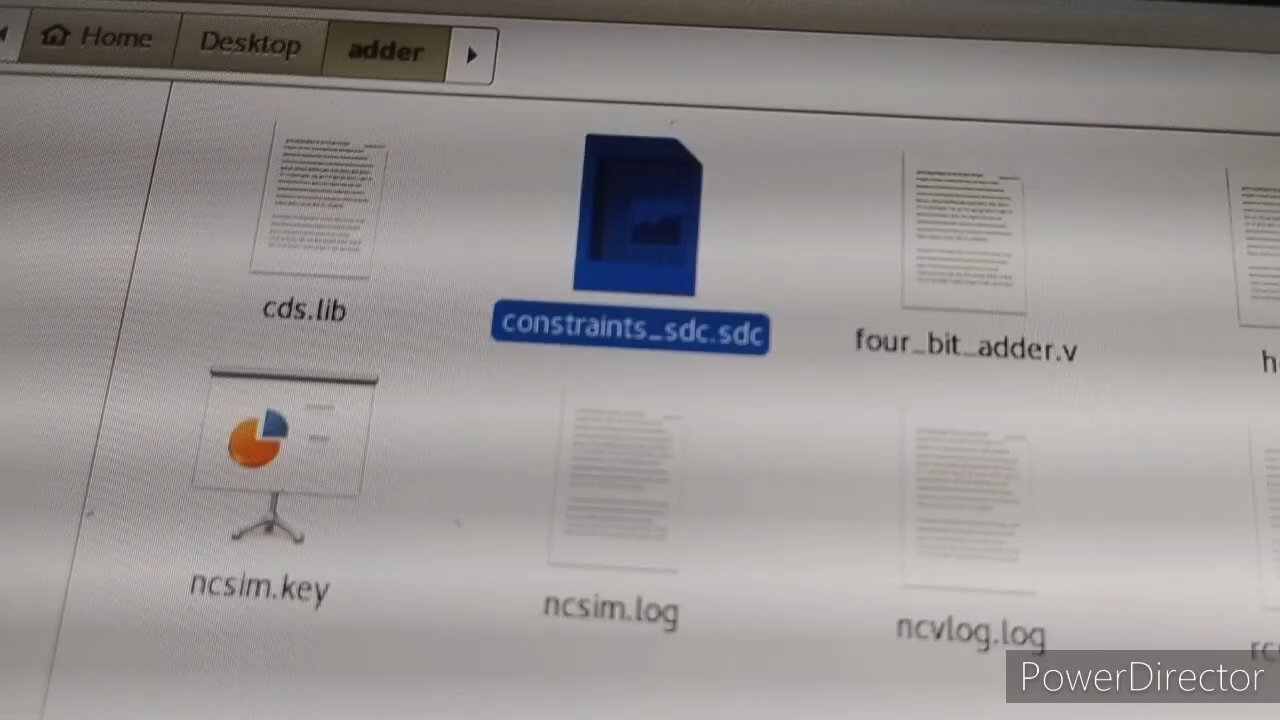 Home Desktop adder
cds.lib
constraints_sdc.sdc
four_bit_adder.v
ncsim.key
ncsim.log
ncvlog.log
PowerDirector